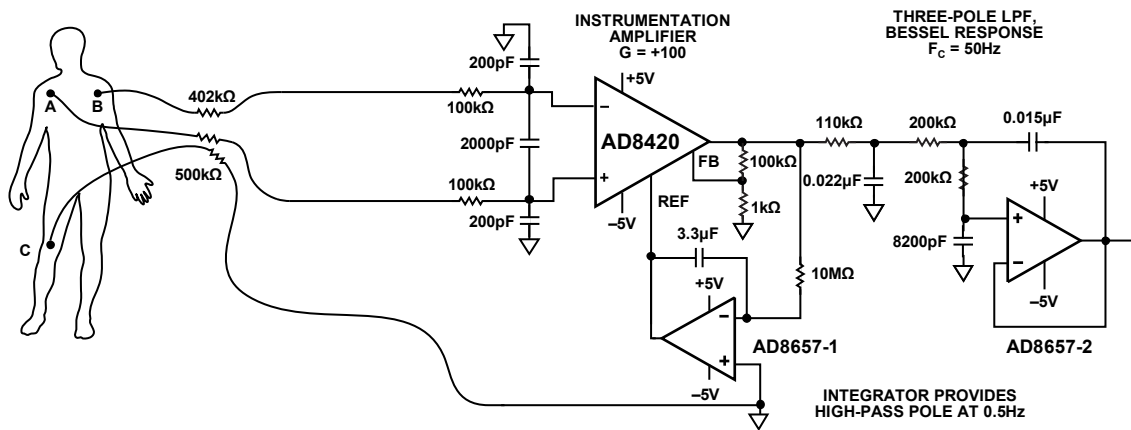 INSTRUMENTATION
AMPLIFIER
G = +100
THREE-POLE LPF,
BESSEL RESPONSE
FC = 50Hz
A
B
C
402kΩ
500kΩ
100kΩ
100kΩ
200pF
2000pF
200pF
+5V
−
AD8420
+
–5V
FB
REF
100kΩ
1kΩ
3.3µF
10MΩ
+5V
−
+
–5V
AD8657-1
110kΩ
0.022µF
200kΩ
200kΩ
0.015µF
8200pF
+5V
+
−
–5V
AD8657-2
INTEGRATOR PROVIDES
HIGH-PASS POLE AT 0.5Hz